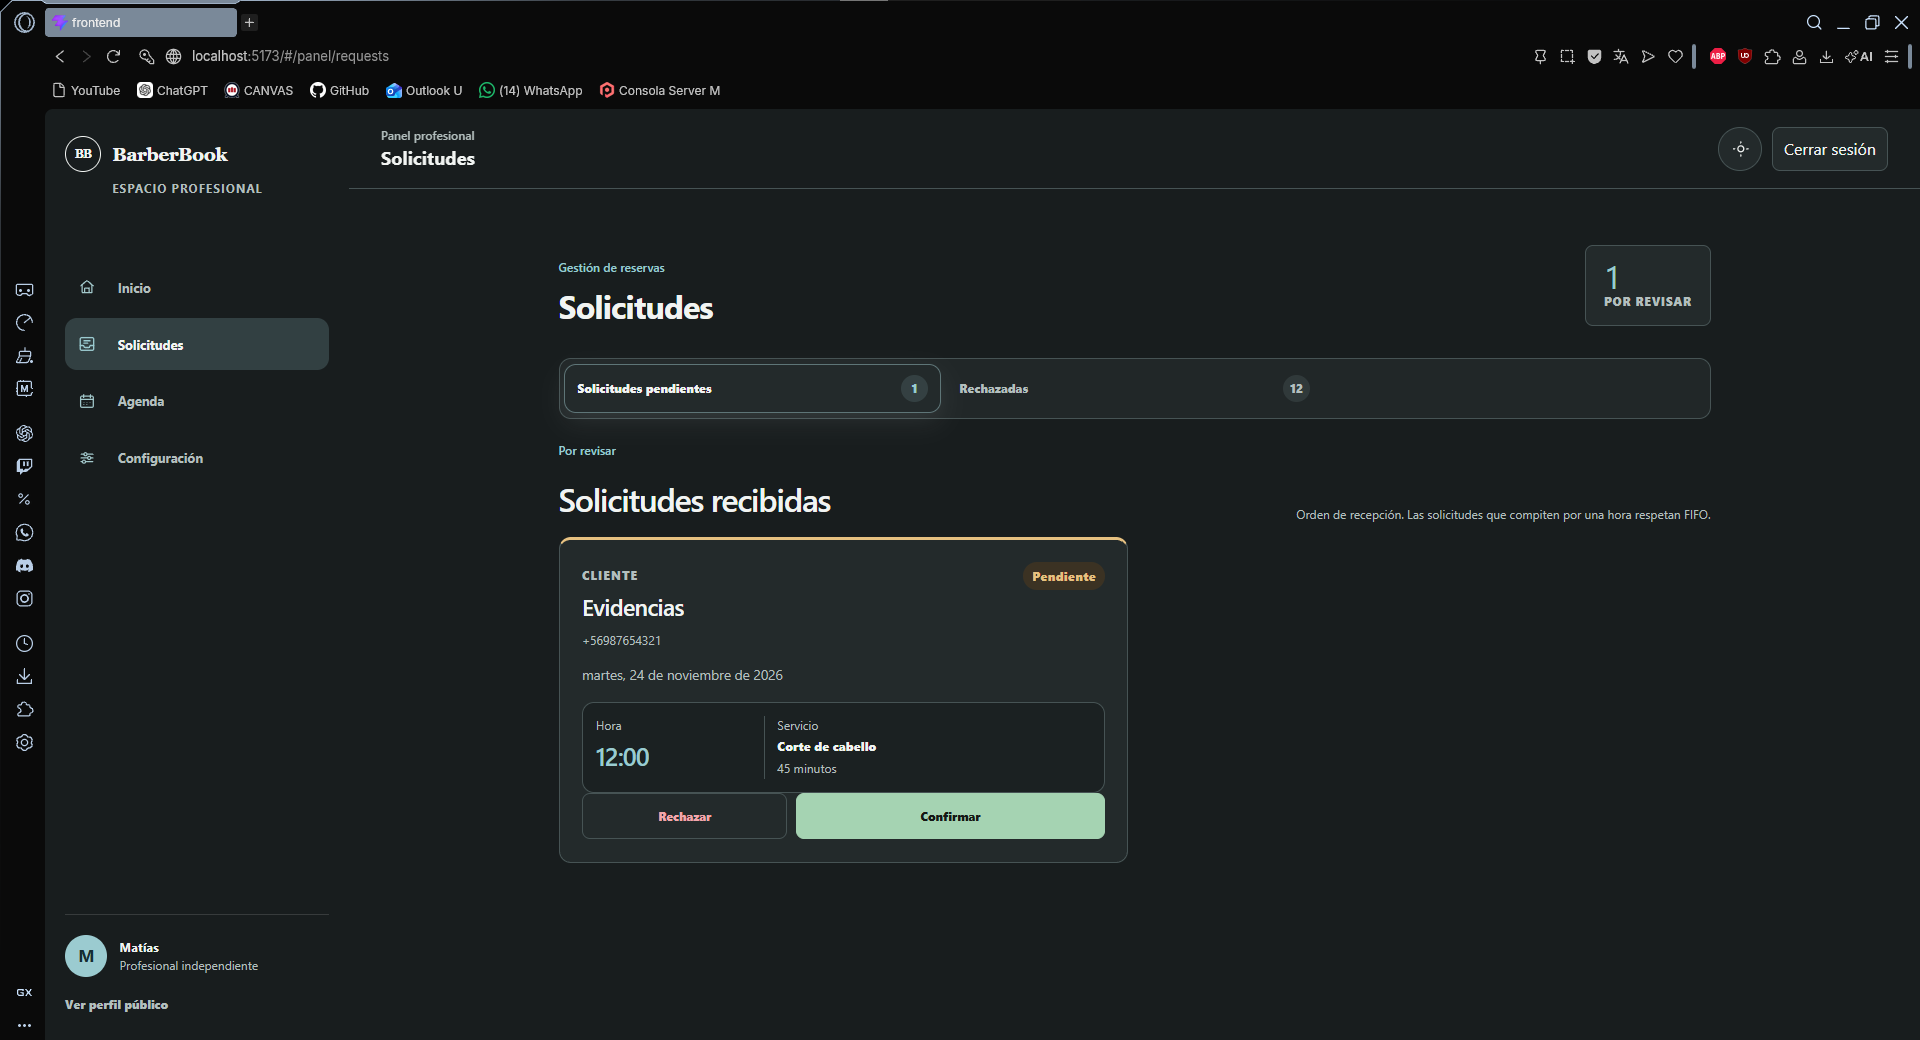 frontend
localhost:5173/#/panel/requests
ABP
UO
AI
YouTube
ChatGPT
CANVAS
GitHub
Outlook U
(14) WhatsApp
Consola Server M
BB
BarberBook
ESPACIO PROFESIONAL
Panel profesional
Solicitudes
Cerrar sesión
Inicio
Solicitudes
Agenda
Configuración
Gestión de reservas
Solicitudes
1
POR REVISAR
Solicitudes pendientes 1
Rechazadas 12
Por revisar
Solicitudes recibidas
Orden de recepción. Las solicitudes que compiten por una hora respetan FIFO.
CLIENTE
Pendiente
Evidencias
+56987654321
martes, 24 de noviembre de 2026
Hora
12:00
Servicio
Corte de cabello
45 minutos
Rechazar
Confirmar
M
Matías
Profesional independiente
Ver perfil público
GX